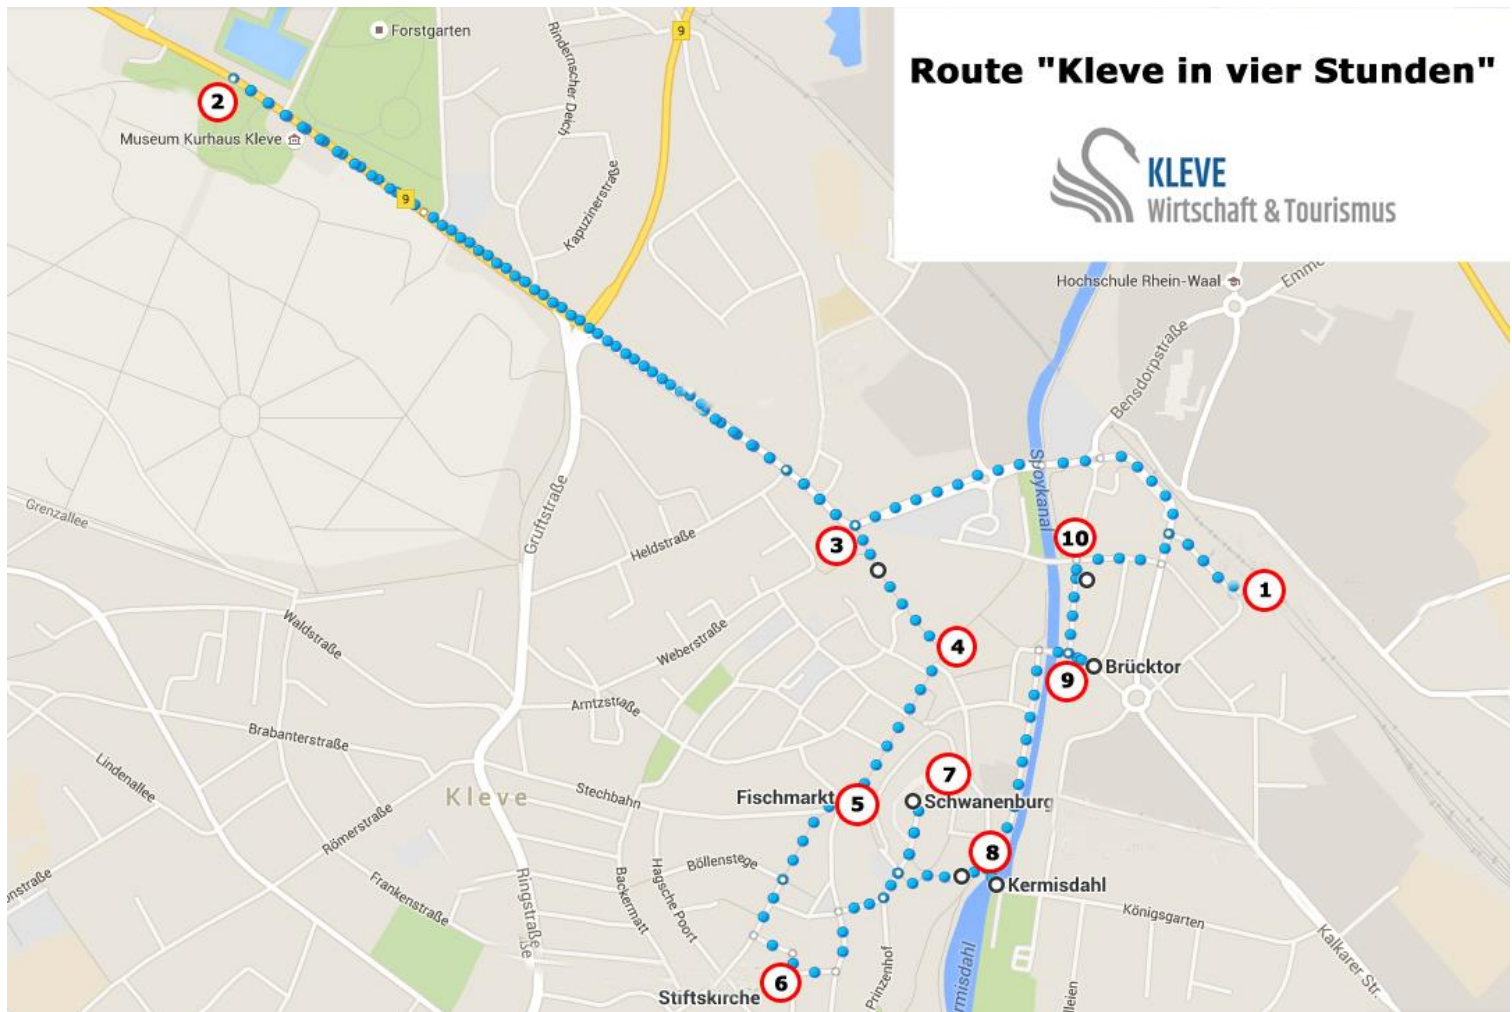 Route "Kleve in vier Stunden"
KLEVE
Wirtschaft & Tourismus
Forstgarten
9
2
Museum Kurhaus Kleve
9
Rindernscher Deich
Kapuzinerstraße
Hochschule Rhein-Waal
Bensdorpstraße
Spoykanal
Grenzallee
Gruftstraße
Heldstraße
3
10
1
Waldstraße
Weberstraße
4
9
Brücktor
Arntzstraße
Brabanterstraße
Lindenallee
Kleve
Stechbahn
Fischmarkt
5
7
Schwanenburg
Römerstraße
8
Kermisdahl
Böllenstege
Frankenstraße
Ringstraße
Backermatt
Hagsche Poort
Königsgarten
Kalkarer Str.
6
Stiftskirche
Prinzenhof